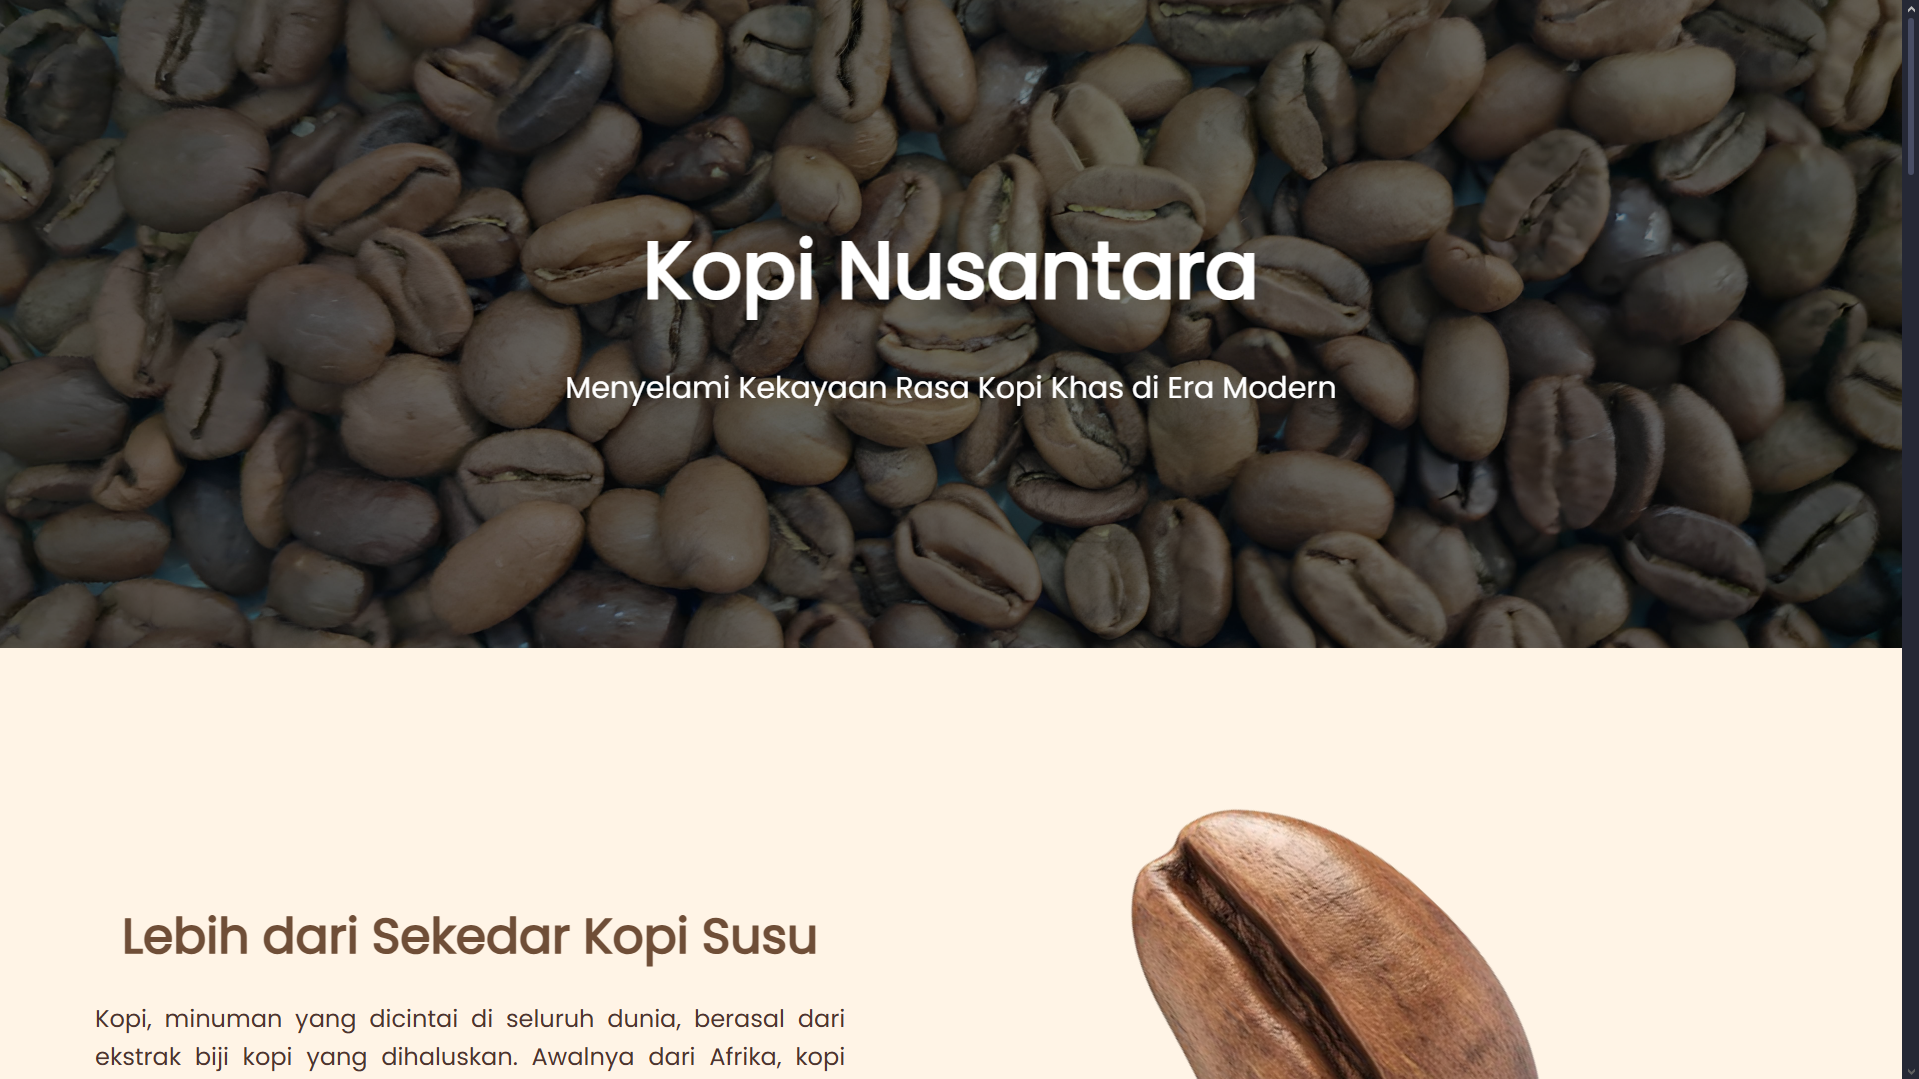 Kopi Nusantara
Menyelami Kekayaan Rasa Kopi Khas di Era Modern
Lebih dari Sekedar Kopi Susu
Kopi, minuman yang dicintai di seluruh dunia, berasal dari
ekstrak biji kopi yang dihaluskan. Awalnya dari Afrika, kopi